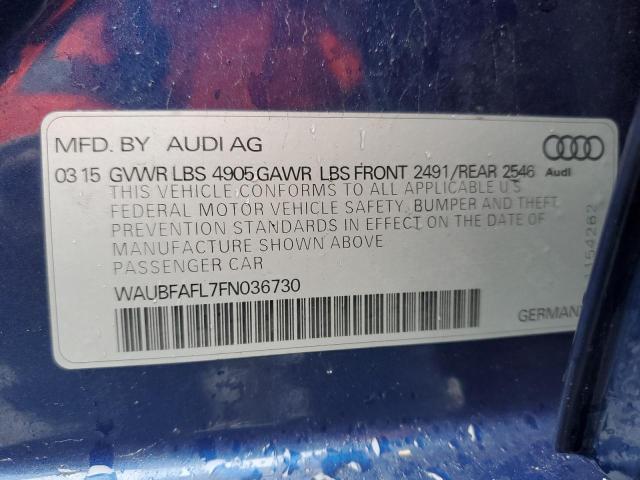 MFD. BY AUDI AG
03 15 GVWR LBS 4905 GAWR LBS FRONT 2491/REAR 2546
Audi
THIS VEHICLE CONFORMS TO ALL APPLICABLE U S
FEDERAL MOTOR VEHICLE SAFETY, BUMPER AND THEFT
PREVENTION STANDARDS IN EFFECT ON THE DATE OF
MANUFACTURE SHOWN ABOVE
PASSENGER CAR
WAUBFAFL7FN036730